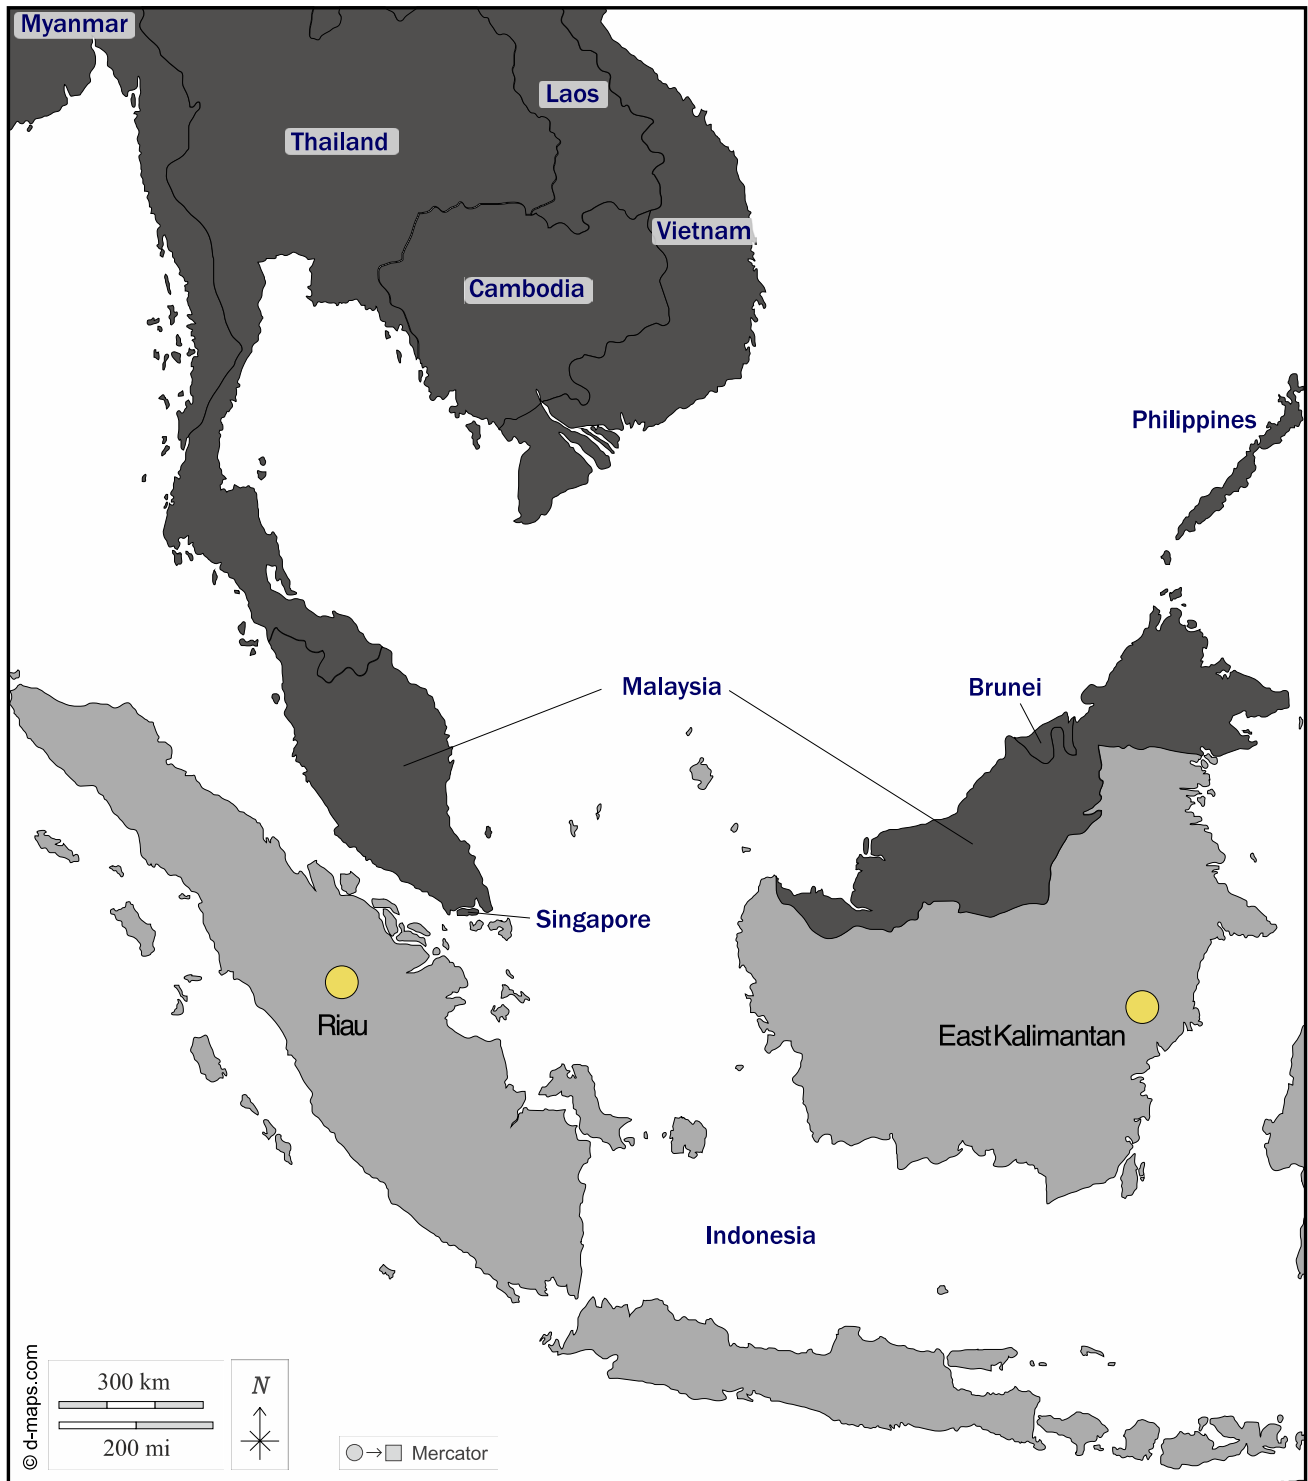 Myanmar
Laos
Thailand
Vietnam
Cambodia
Philippines
Malaysia
Brunei
Singapore
Riau
East Kalimantan
Indonesia
© d-maps.com
300 km
200 mi
N
Mercator